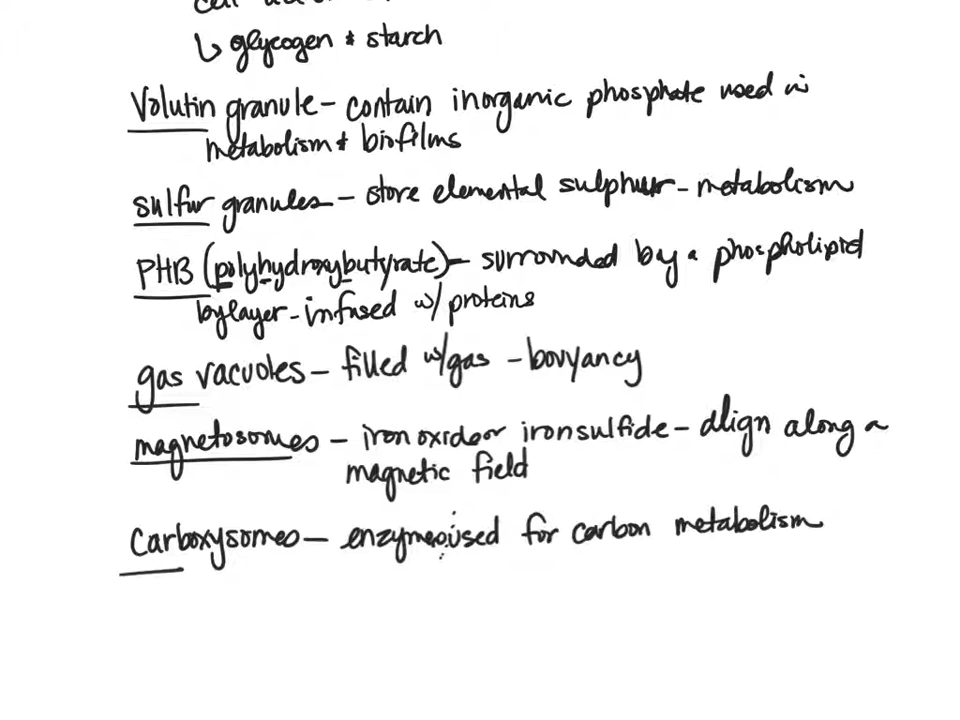 ↳ glycogen & starch
Volutin granule - contain inorganic phosphate used in
metabolism & biofilms
sulfur granules - store elemental sulphur - metabolism
PHB (polyhydroxybutyrate) - surrounded by a phospholipid
bylayer - infused w/ proteins
gas vacuoles - filled w/ gas - bouyancy
magnetosomes - iron oxide or iron sulfide - align along a
magnetic field
Carboxysomes - enzymes used for carbon metabolism